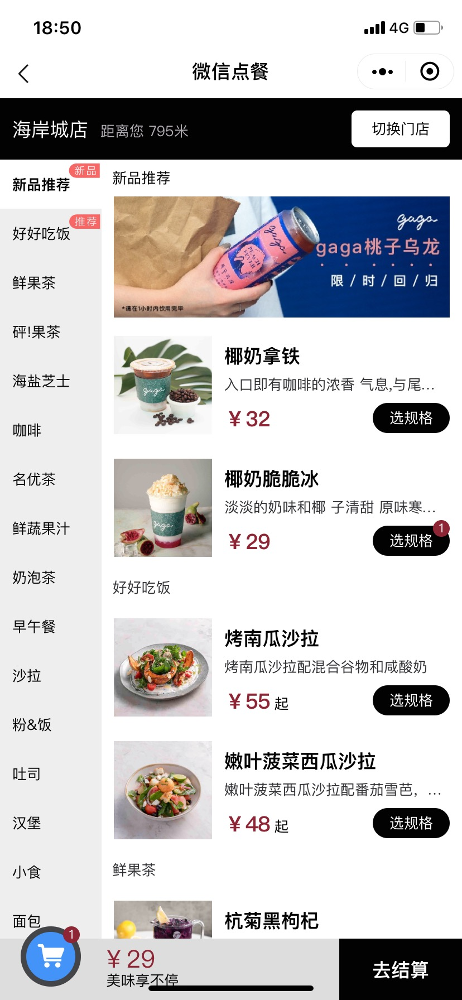 18:50
4G
微信点餐
海岸城店 距离您 795米
切换门店
新品
新品推荐
推荐
好好吃饭
鲜果茶
砰!果茶
海盐芝士
咖啡
名优茶
鲜蔬果汁
奶泡茶
早午餐
沙拉
粉&饭
吐司
汉堡
小食
面包
新品推荐
gaga
gaga桃子乌龙
限/时/回/归
gaga
PEACH
FEVER
桃子乌龙
*请在1小时内饮用完毕
gaga
椰奶拿铁
入口即有咖啡的浓香 气息,与尾...
¥ 32
选规格
gaga
椰奶脆脆冰
淡淡的奶味和椰 子清甜 原味寒...
¥ 29
选规格
1
好好吃饭
烤南瓜沙拉
烤南瓜沙拉配混合谷物和咸酸奶
¥ 55 起
选规格
嫩叶菠菜西瓜沙拉
嫩叶菠菜西瓜沙拉配番茄雪芭，...
¥ 48 起
选规格
鲜果茶
杭菊黑枸杞
1
¥ 29
美味享不停
去结算